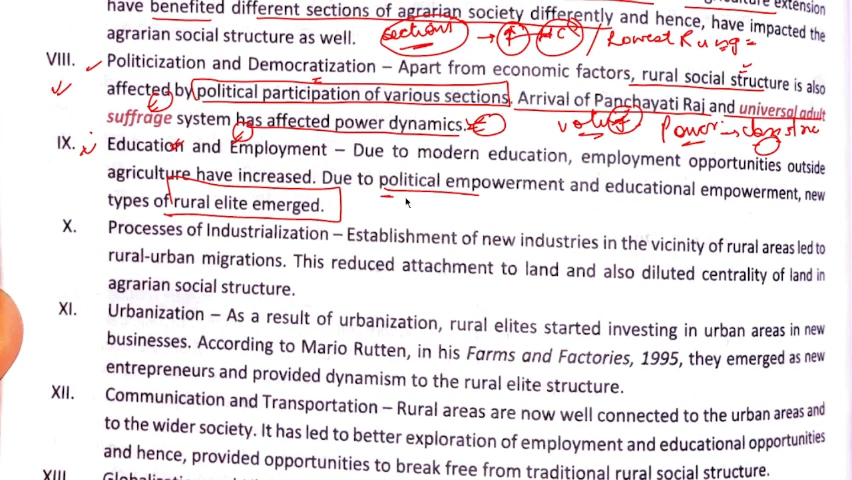 have benefited different sections of agrarian society differently and hence, have impacted the
agrarian social structure as well.
sections → / Lowest Rung =
VIII. Politicization and Democratization – Apart from economic factors, rural social structure is also
affected by political participation of various sections. Arrival of Panchayati Raj and universal adult
suffrage system has affected power dynamics.
Power
IX. Education and Employment – Due to modern education, employment opportunities outside
agriculture have increased. Due to political empowerment and educational empowerment, new
types of rural elite emerged.
X. Processes of Industrialization – Establishment of new industries in the vicinity of rural areas led to
rural-urban migrations. This reduced attachment to land and also diluted centrality of land in
agrarian social structure.
XI. Urbanization – As a result of urbanization, rural elites started investing in urban areas in new
businesses. According to Mario Rutten, in his Farms and Factories, 1995, they emerged as new
entrepreneurs and provided dynamism to the rural elite structure.
XII. Communication and Transportation – Rural areas are now well connected to the urban areas and
to the wider society. It has led to better exploration of employment and educational opportunities
and hence, provided opportunities to break free from traditional rural social structure.
XIII.